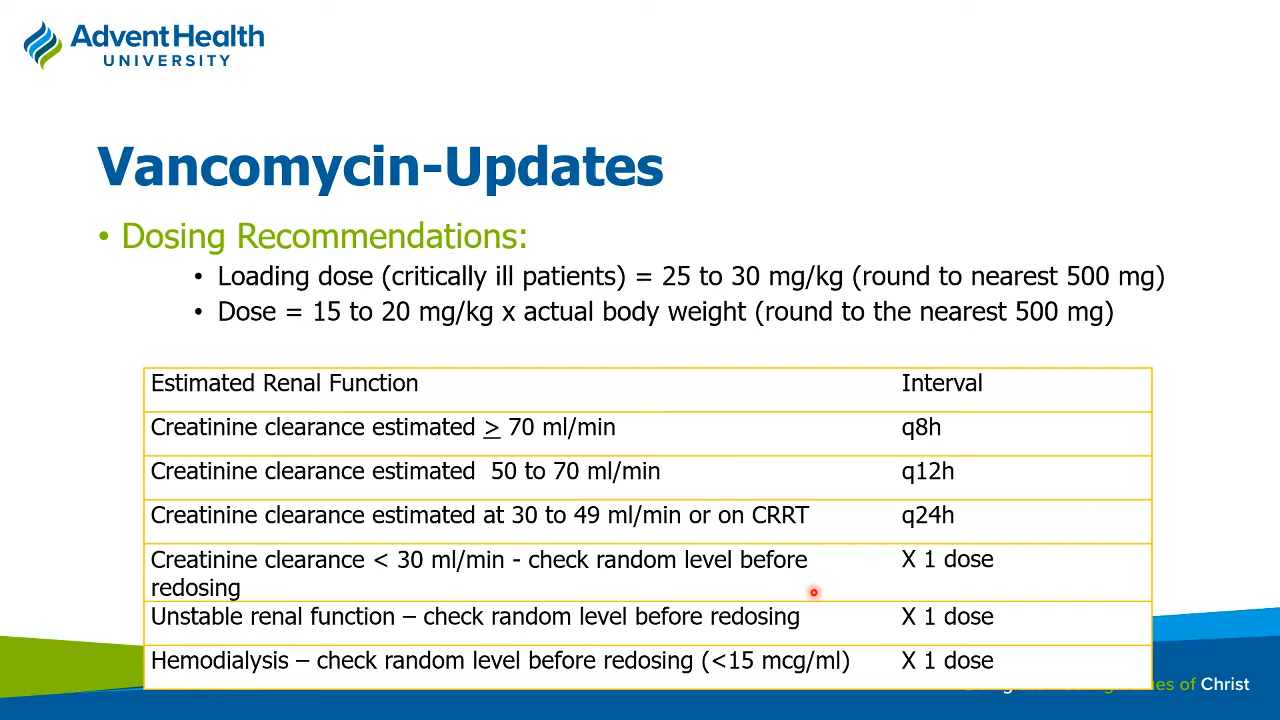 AdventHealth
UNIVERSITY
Vancomycin-Updates
• Dosing Recommendations:
• Loading dose (critically ill patients) = 25 to 30 mg/kg (round to nearest 500 mg)
• Dose = 15 to 20 mg/kg x actual body weight (round to the nearest 500 mg)
Estimated Renal Function Interval
Creatinine clearance estimated > 70 ml/min q8h
Creatinine clearance estimated 50 to 70 ml/min q12h
Creatinine clearance estimated at 30 to 49 ml/min or on CRRT q24h
Creatinine clearance < 30 ml/min - check random level before X 1 dose
redosing
Unstable renal function – check random level before redosing X 1 dose
Hemodialysis – check random level before redosing (<15 mcg/ml) X 1 dose
of Christ